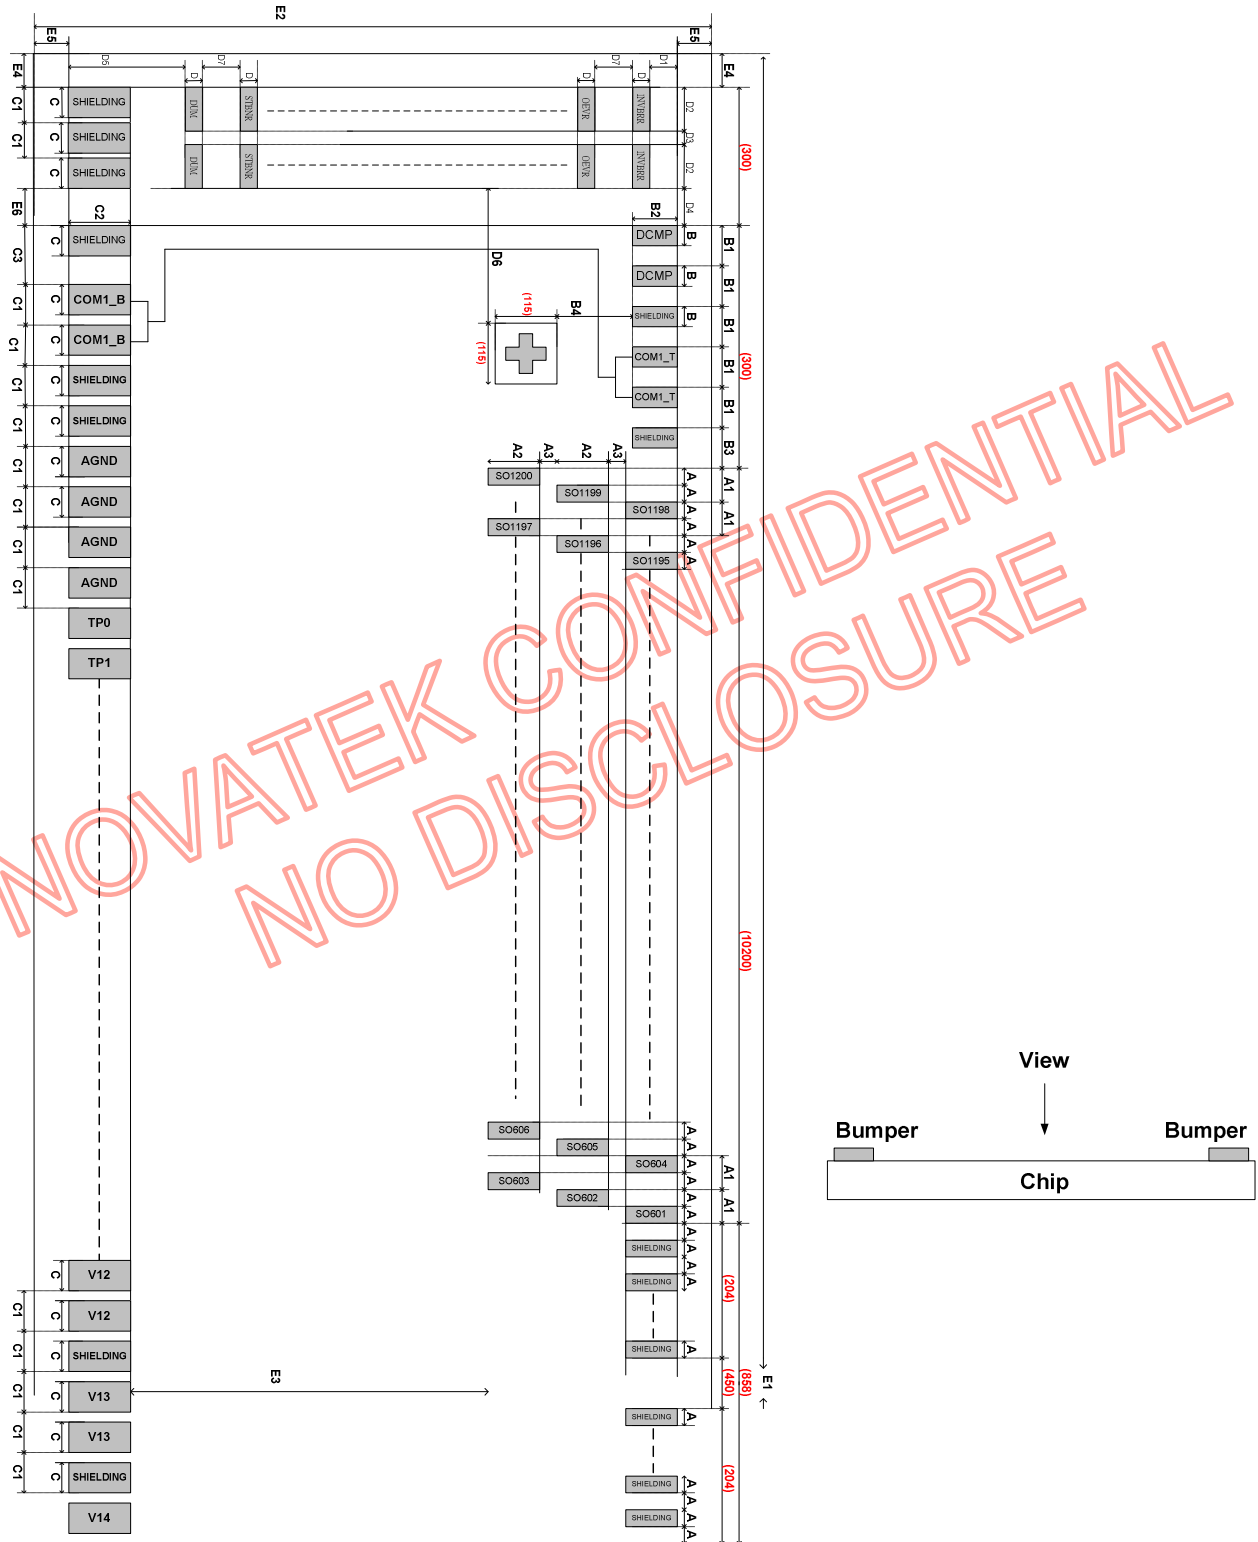 E2
E5
E5
E4
D5
D
D7
D
D
D7
D
D1
E4
C1
C
SHIELDING
DUM
STBNR
OEVR
INVBRR
D2
D3
(300)
C1
C
SHIELDING
C
SHIELDING
DUM
STBNR
OEVR
INVBRR
D2
E6
C2
D4
B2
C
SHIELDING
D6
DCMP
B
B1
C3
DCMP
B
B1
C
COM1_B
(115)
B4
SHIELDING
B
B1
C1
C
COM1_B
(115)
COM1_T
B1
(300)
C1
C
SHIELDING
COM1_T
B1
C1
C
SHIELDING
SHIELDING
B3
C1
C
AGND
A2
A3
A2
A3
SO1200
A
A1
C1
C
AGND
SO1199
A
SO1198
A
A1
C1
AGND
SO1197
A
SO1196
A
SO1195
A
C1
AGND
TP0
TP1
NOVATEK CONFIDENTIAL
NO DISCLOSURE
(10200)
View
Bumper
Bumper
Chip
SO606
A
SO605
A
SO604
A
A1
SO603
A
SO602
A
A1
SO601
A
A
SHIELDING
A
A
SHIELDING
A
(204)
C
V12
C1
C
V12
C1
C
SHIELDING
SHIELDING
A
C1
C
V13
E3
(450)
(858)
E1
C1
C
V13
SHIELDING
A
C1
C
SHIELDING
SHIELDING
A
(204)
A
V14
SHIELDING
A
A